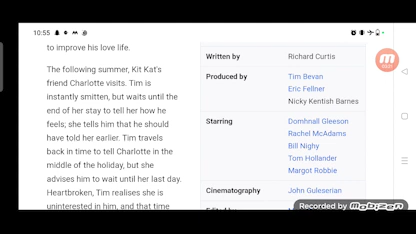 10:55
to improve his love life.
The following summer, Kit Kat's
friend Charlotte visits. Tim is
instantly smitten, but waits until the
end of her stay to tell her how he
feels; she tells him that he should
have told her earlier. Tim travels
back in time to tell Charlotte in the
middle of the holiday, but she
advises him to wait until her last day.
Heartbroken, Tim realises she is
uninterested in him, and that time
Written by Richard Curtis
Produced by Tim Bevan
Eric Fellner
Nicky Kentish Barnes
Starring Domhnall Gleeson
Rachel McAdams
Bill Nighy
Tom Hollander
Margot Robbie
Cinematography John Guleserian
Recorded by mobizen